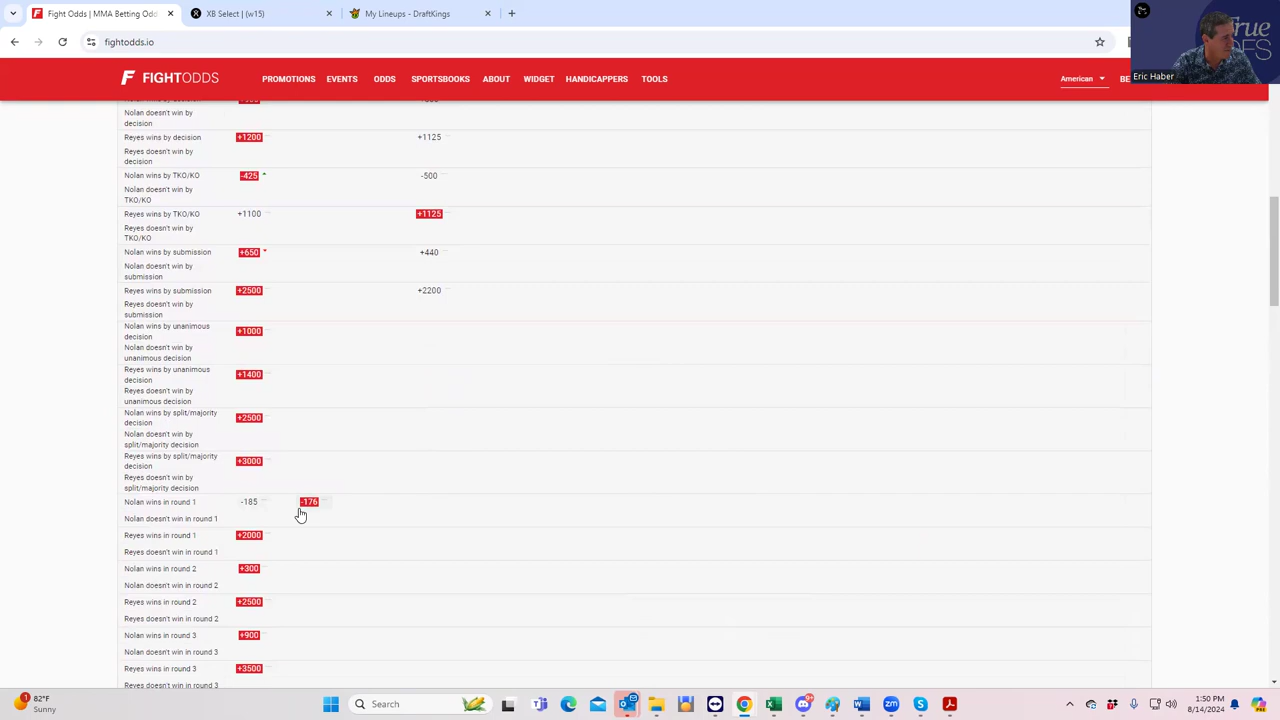 Fight Odds | MMA Betting Odd
XB Select | (w15)
My Lineups - DraftKings
fightodds.io
True
Eric Haber
FIGHTODDS
PROMOTIONS EVENTS ODDS SPORTSBOOKS ABOUT WIDGET HANDICAPPERS TOOLS
American
BE
Nolan wins by decision
Nolan doesn't win by
decision
Reyes wins by decision +1200 +1125
Reyes doesn't win by
decision
Nolan wins by TKO/KO -425 -500
Nolan doesn't win by
TKO/KO
Reyes wins by TKO/KO +1100 +1125
Reyes doesn't win by
TKO/KO
Nolan wins by submission +650 +440
Nolan doesn't win by
submission
Reyes wins by submission +2500 +2200
Reyes doesn't win by
submission
Nolan wins by unanimous
decision +1000
Nolan doesn't win by
unanimous decision
Reyes wins by unanimous
decision +1400
Reyes doesn't win by
unanimous decision
Nolan wins by split/majority
decision +2500
Nolan doesn't win by
split/majority decision
Reyes wins by split/majority
decision +3000
Reyes doesn't win by
split/majority decision
Nolan wins in round 1 -185 -176
Nolan doesn't win in round 1
Reyes wins in round 1 +2000
Reyes doesn't win in round 1
Nolan wins in round 2 +300
Nolan doesn't win in round 2
Reyes wins in round 2 +2500
Reyes doesn't win in round 2
Nolan wins in round 3 +900
Nolan doesn't win in round 3
Reyes wins in round 3 +3500
Reyes doesn't win in round 3
82°F
Sunny
Search
1:50 PM
8/14/2024